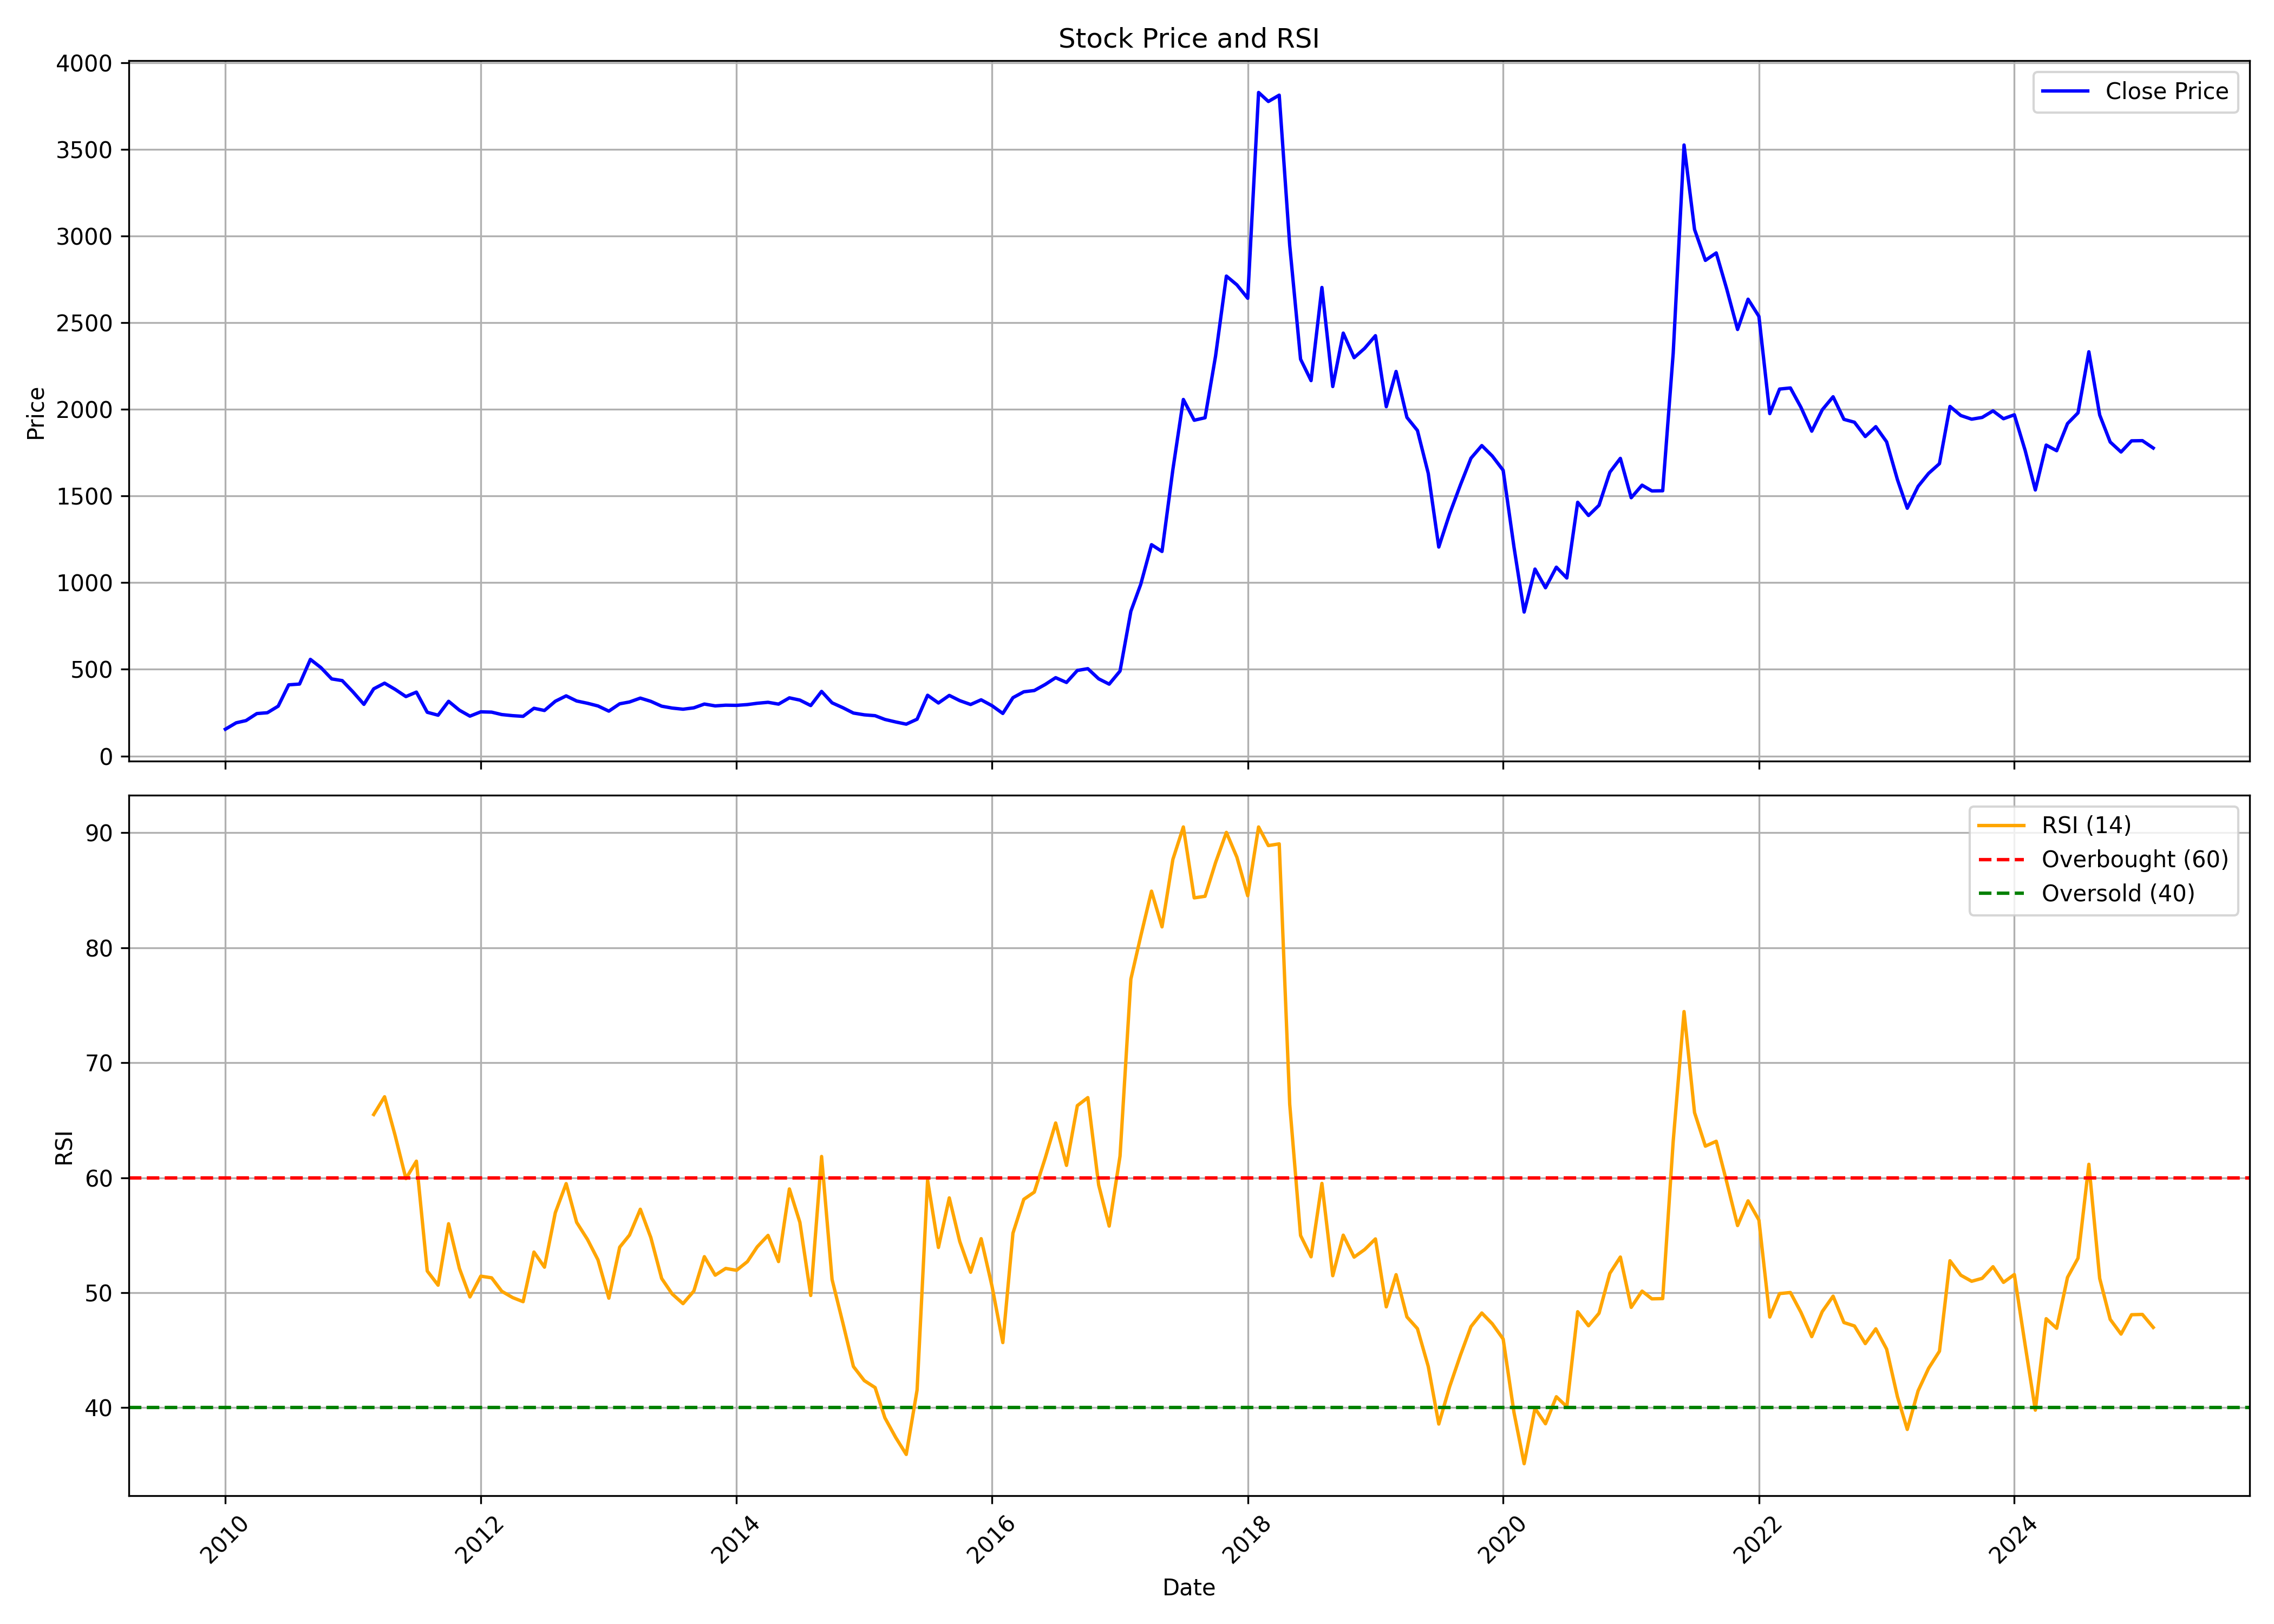 Stock Price and RSI
4000
3500
3000
2500
2000
1500
1000
500
0
Price
Close Price
90
80
70
60
50
40
RSI
RSI (14)
Overbought (60)
Oversold (40)
2010
2012
2014
2016
2018
2020
2022
2024
Date